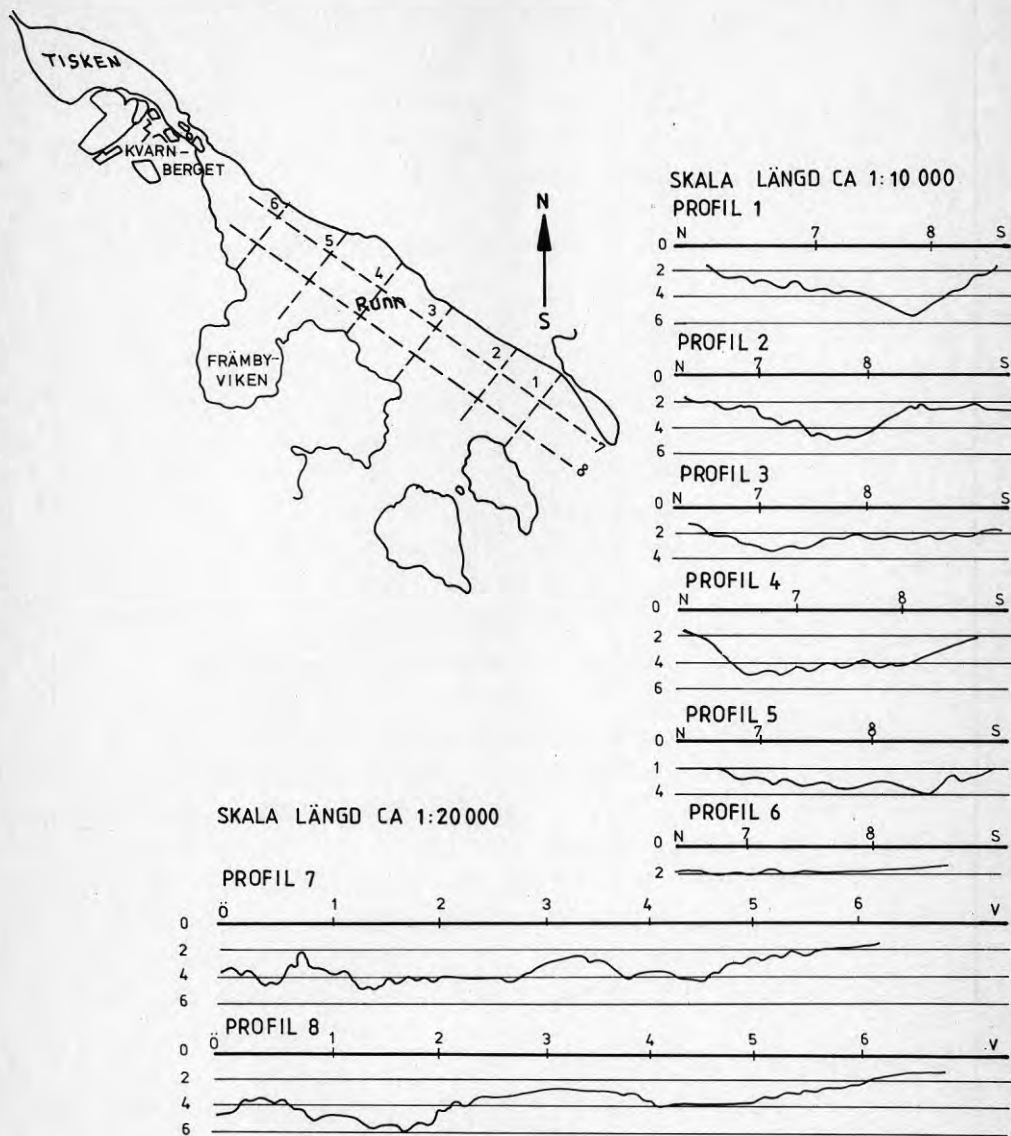 TISKEN
KVARN-
BERGET
6
5
4
Runn
3
2
1
7
8
FRÄMBY-
VIKEN
N
S
SKALA LÄNGD CA 1:10 000
PROFIL 1
N 7 8 S
0
2
4
6
PROFIL 2
N 7 8 S
0
2
4
6
PROFIL 3
N 7 8 S
0
2
4
PROFIL 4
N 7 8 S
0
2
4
6
PROFIL 5
N 7 8 S
0
1
4
PROFIL 6
N 7 8 S
0
2
SKALA LÄNGD CA 1:20 000
PROFIL 7
Ö 1 2 3 4 5 6 V
0
2
4
6
PROFIL 8
Ö 1 2 3 4 5 6 V
0
2
4
6